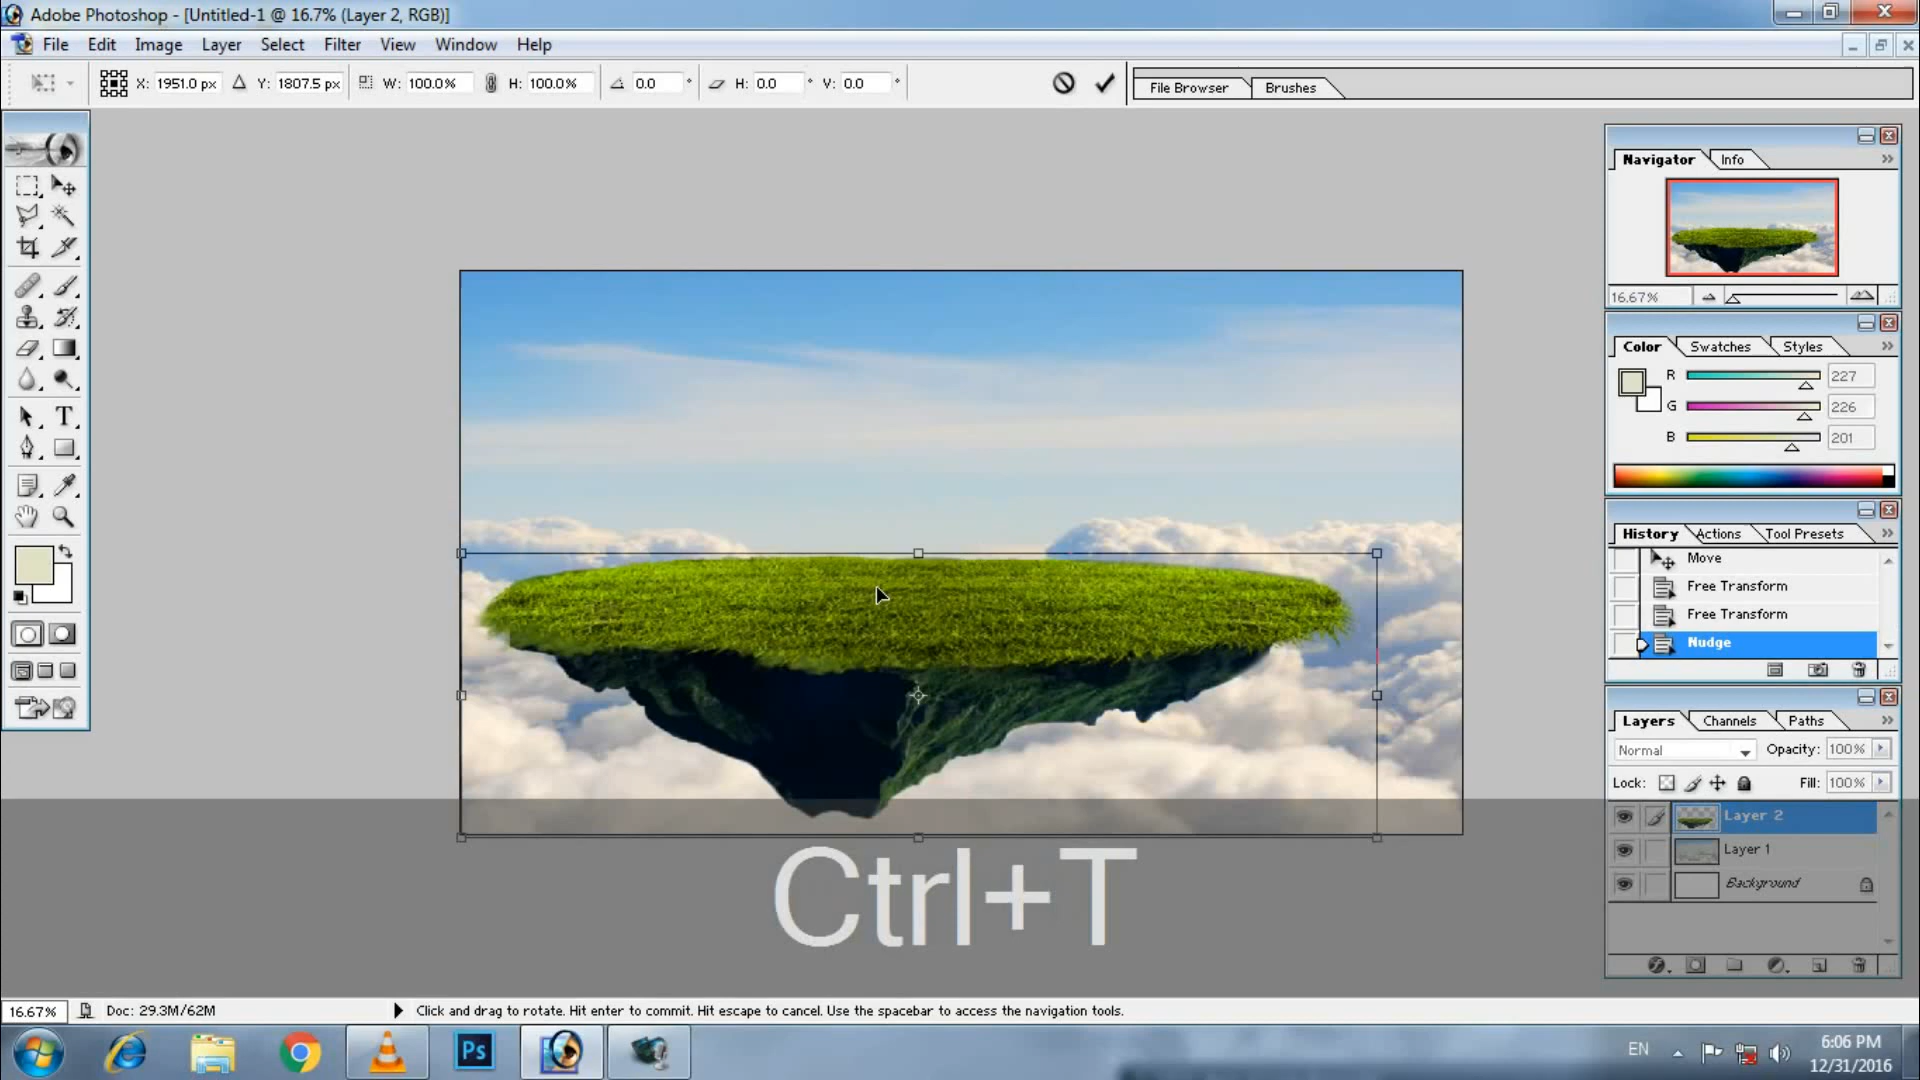 Adobe Photoshop - [Untitled-1 @ 16.7% (Layer 2, RGB)]
File Edit Image Layer Select Filter View Window Help
X: 1951.0 px Y: 1807.5 px W: 100.0% H: 100.0% 0.0 ° H: 0.0 ° V: 0.0 °
File Browser Brushes
Navigator Info
16.67%
Color Swatches Styles
R 227
G 226
B 201
History Actions Tool Presets
Move
Free Transform
Free Transform
Nudge
Layers Channels Paths
Normal Opacity: 100%
Lock: Fill: 100%
Layer 2
Layer 1
Background
Ctrl+T
16.67% Doc: 29.3M/62M Click and drag to rotate. Hit enter to commit. Hit escape to cancel. Use the spacebar to access the navigation tools.
Ps
EN
6:06 PM
12/31/2016